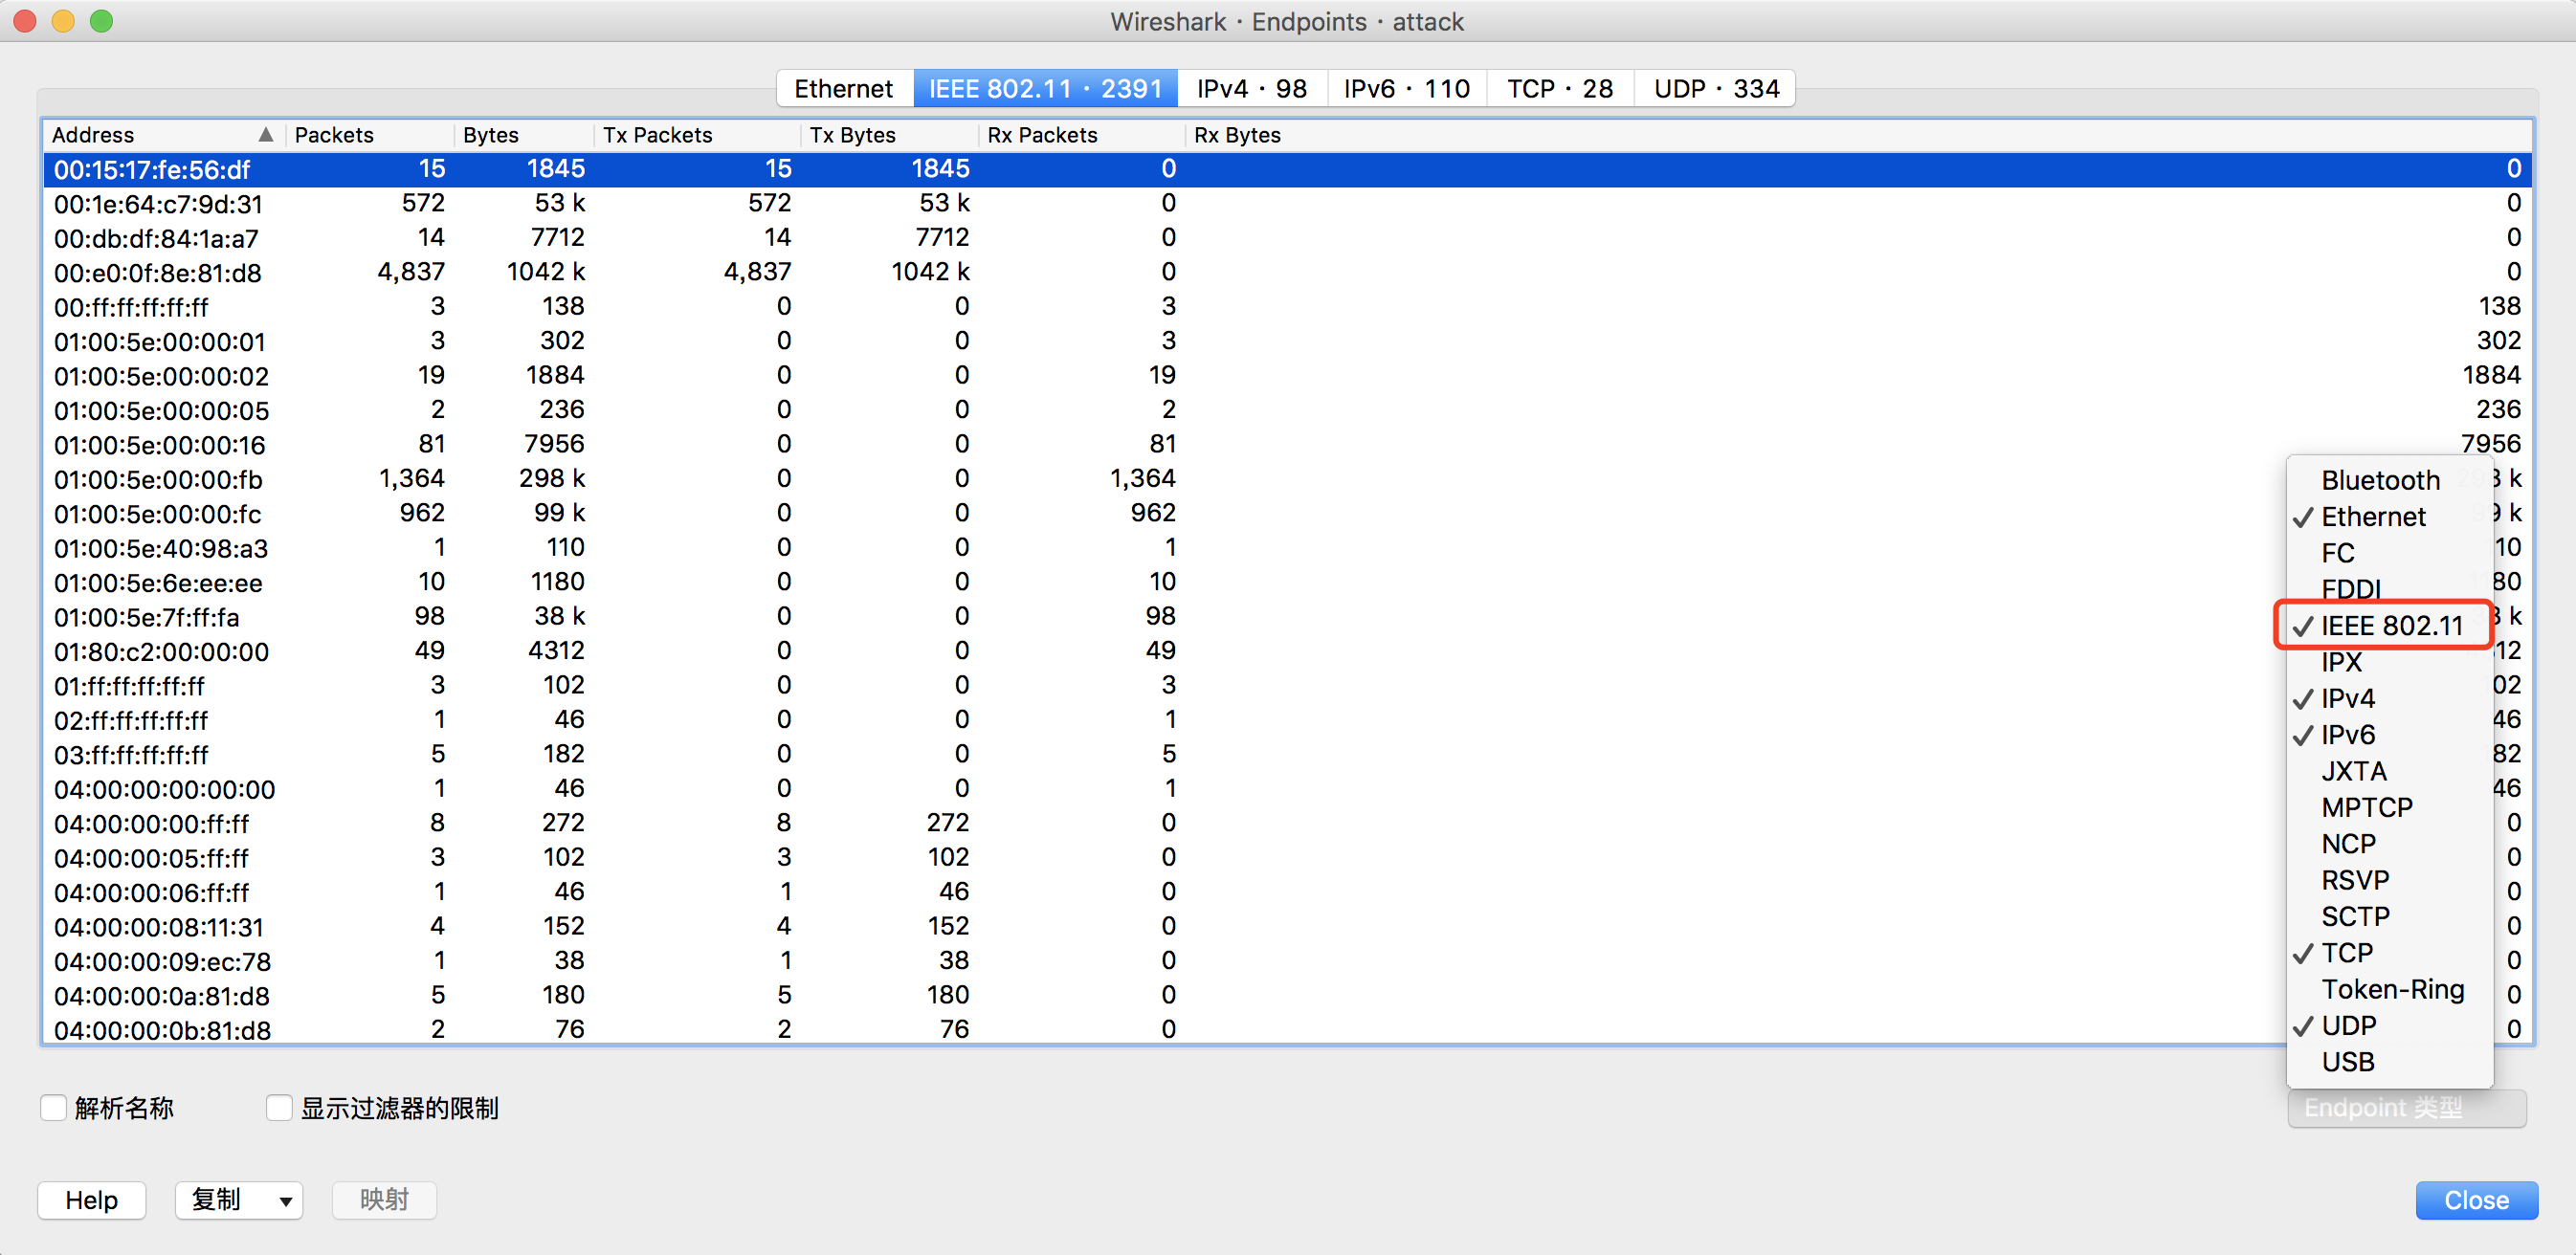 Wireshark · Endpoints · attack
Ethernet IEEE 802.11 · 2391 IPv4 · 98 IPv6 · 110 TCP · 28 UDP · 334
Address Packets Bytes Tx Packets Tx Bytes Rx Packets Rx Bytes
00:15:17:fe:56:df 15 1845 15 1845 0 0
00:1e:64:c7:9d:31 572 53 k 572 53 k 0 0
00:db:df:84:1a:a7 14 7712 14 7712 0 0
00:e0:0f:8e:81:d8 4,837 1042 k 4,837 1042 k 0 0
00:ff:ff:ff:ff:ff 3 138 0 0 3 138
01:00:5e:00:00:01 3 302 0 0 3 302
01:00:5e:00:00:02 19 1884 0 0 19 1884
01:00:5e:00:00:05 2 236 0 0 2 236
01:00:5e:00:00:16 81 7956 0 0 81 7956
01:00:5e:00:00:fb 1,364 298 k 0 0 1,364 298 k
01:00:5e:00:00:fc 962 99 k 0 0 962 99 k
01:00:5e:40:98:a3 1 110 0 0 1 110
01:00:5e:6e:ee:ee 10 1180 0 0 10 1180
01:00:5e:7f:ff:fa 98 38 k 0 0 98 38 k
01:80:c2:00:00:00 49 4312 0 0 49 4312
01:ff:ff:ff:ff:ff 3 102 0 0 3 102
02:ff:ff:ff:ff:ff 1 46 0 0 1 46
03:ff:ff:ff:ff:ff 5 182 0 0 5 182
04:00:00:00:00:00 1 46 0 0 1 46
04:00:00:00:ff:ff 8 272 8 272 0 0
04:00:00:05:ff:ff 3 102 3 102 0 0
04:00:00:06:ff:ff 1 46 1 46 0 0
04:00:00:08:11:31 4 152 4 152 0 0
04:00:00:09:ec:78 1 38 1 38 0 0
04:00:00:0a:81:d8 5 180 5 180 0 0
04:00:00:0b:81:d8 2 76 2 76 0 0
Bluetooth
✓ Ethernet
FC
FDDI
✓ IEEE 802.11
IPX
✓ IPv4
✓ IPv6
JXTA
MPTCP
NCP
RSVP
SCTP
✓ TCP
Token-Ring
✓ UDP
USB
解析名称 显示过滤器的限制 Endpoint 类型
Help 复制 映射 Close